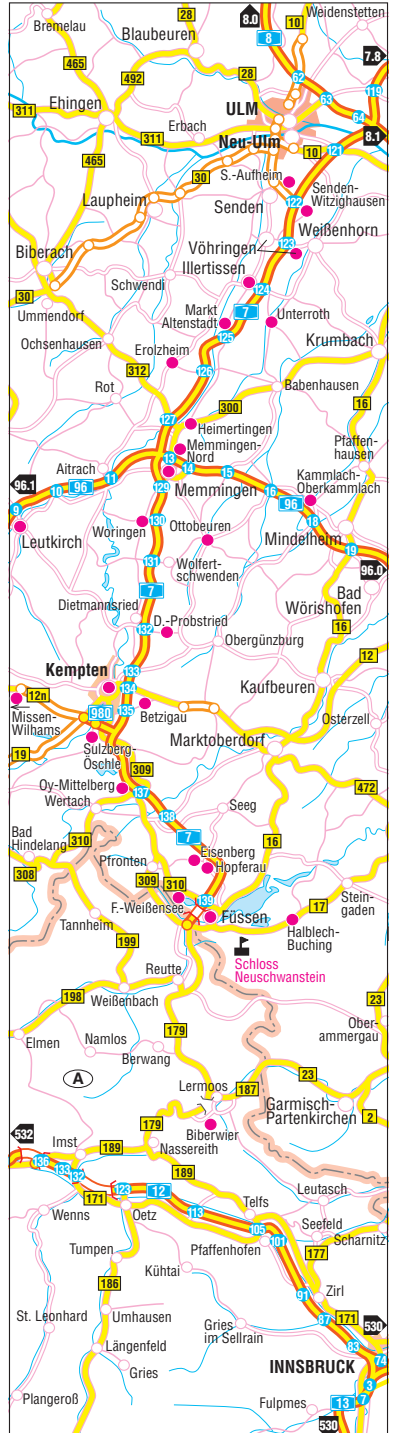 Bremelau
28
8.0
10
Weidenstetten
Blaubeuren
8
465
492
28
62
7.8
Ehingen
63
119
311
ULM
64
Erbach
8.1
311
Neu-Ulm
10
121
465
30
S.-Aufheim
Laupheim
Senden-
Witzighausen
122
Senden
Weißenhorn
Vöhringen
123
Biberach
Illertissen
Schwendi
124
30
Markt
Altenstadt
7
Unterroth
Ummendorf
125
Ochsenhausen
Erolzheim
Krumbach
312
126
Rot
Babenhausen
16
127
300
Heimertingen
Memmingen-
Nord
Pfaffen-
hausen
13
Aitrach
14
15
96.1
11
Kammlach-
Oberkammlach
10
96
129
Memmingen
16
96
9
18
Leutkirch
Woringen
130
Ottobeuren
Mindelheim
19
131
Wolfert-
schwenden
96.0
7
Bad
Wörishofen
Dietmannsried
132
D.-Probstried
16
Obergünzburg
12
Kempten
133
134
Kaufbeuren
12n
980
135
Betzigau
Missen-
Wilhams
Osterzell
Sulzberg-
Öschle
Marktoberdorf
19
309
Oy-Mittelberg
137
472
Wertach
138
Seeg
Bad
Hindelang
310
7
16
Eisenberg
Pfronten
Hopferau
308
309
310
139
Stein-
gaden
F.-Weißensee
17
Tannheim
Füssen
Halblech-
Buching
199
Schloss
Neuschwanstein
Reutte
198
Weißenbach
23
179
Ober-
ammergau
Elmen
Namlos
Berwang
A
Lermoos
187
23
Garmisch-
Partenkirchen
2
179
532
Biberwier
Imst
189
Nassereith
136
133
132
189
123
12
Leutasch
171
Telfs
Wenns
Oetz
113
105
Seefeld
Scharnitz
Pfaffenhofen
101
Tumpen
177
Kühtai
186
91
Zirl
St. Leonhard
Umhausen
171
Gries
im Sellrain
87
530
Längenfeld
83
74
Gries
INNSBRUCK
3
Plangeroß
Fulpmes
13
7
530